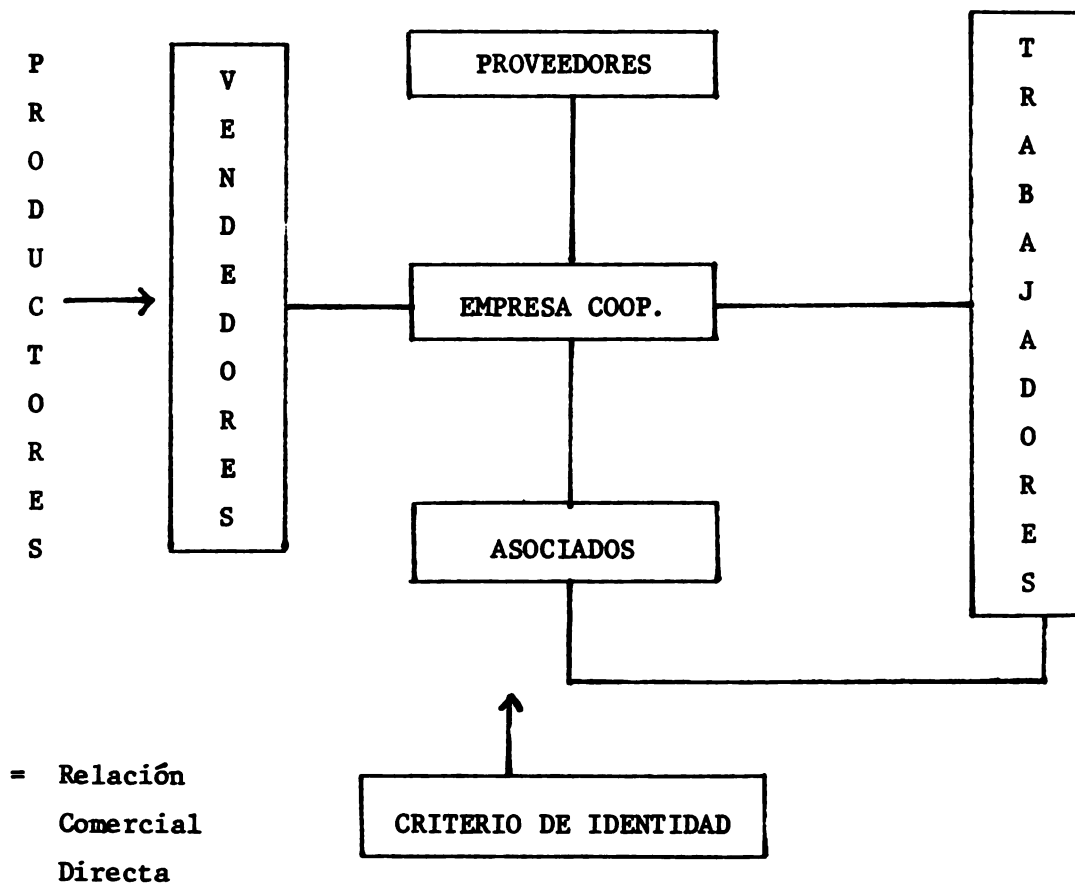 PRODUCTORES
VENDEDORES
PROVEEDORES
EMPRESA COOP.
ASOCIADOS
TRABAJADORES
= Relación
Comercial
Directa
CRITERIO DE IDENTIDAD